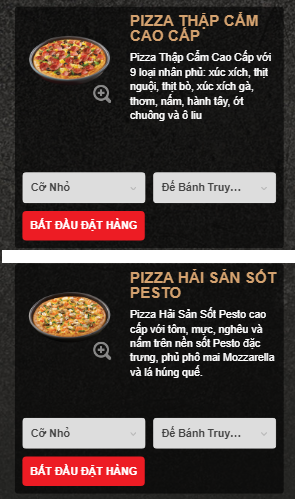 PIZZA THẬP CẨM
CAO CẤP
Pizza Thập Cẩm Cao Cấp với
9 loại nhân phủ: xúc xích, thịt
nguội, thịt bò, xúc xích gà,
thơm, nấm, hành tây, ớt
chuông và ô liu
Cỡ Nhỏ
Đế Bánh Truy...
BẮT ĐẦU ĐẶT HÀNG
PIZZA HẢI SẢN SỐT
PESTO
Pizza Hải Sản Sốt Pesto cao
cấp với tôm, mực, nghêu và
nấm trên nền sốt Pesto đặc
trưng, phủ phô mai Mozzarella
và lá húng quế.
Cỡ Nhỏ
Đế Bánh Truy...
BẮT ĐẦU ĐẶT HÀNG